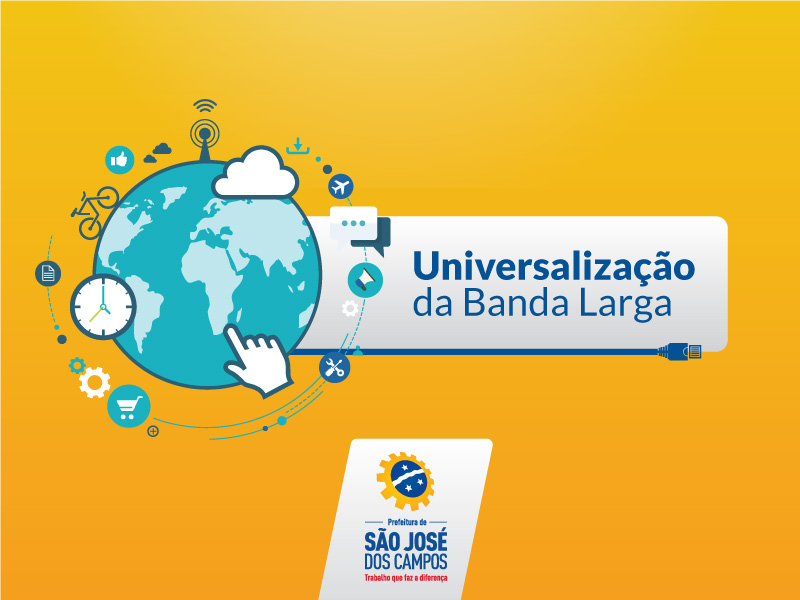 Universalização
da Banda Larga
Prefeitura de
SÃO JOSÉ
DOS CAMPOS
Trabalho que faz a diferença